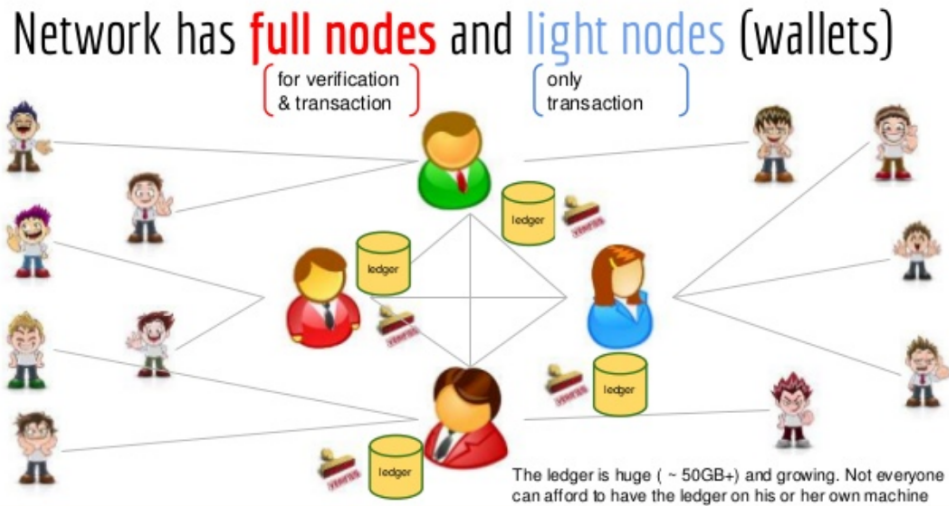 Network has full nodes and light nodes (wallets)
for verification
& transaction
only
transaction
ledger
ledger
ledger
ledger
The ledger is huge ( ~ 50GB+) and growing. Not everyone
can afford to have the ledger on his or her own machine